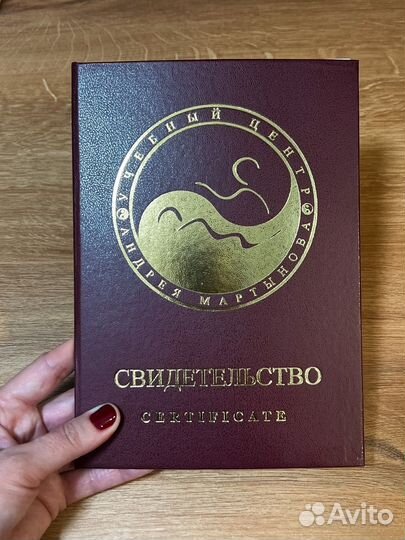 УЧЕБНЫЙ ЦЕНТР
АНДРЕЯ МАРТЫНОВА
СВИДЕТЕЛЬСТВО
CERTIFICATE
Avito